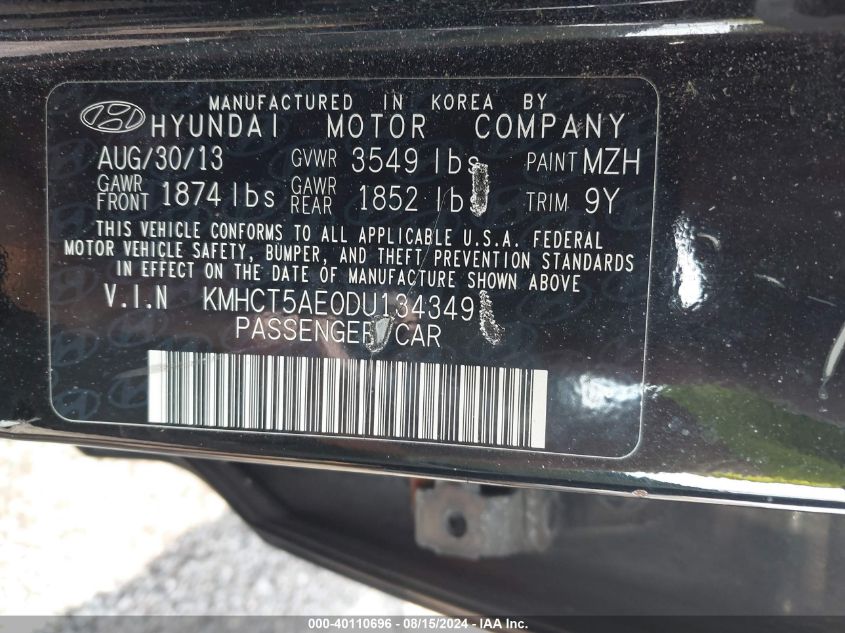 MANUFACTURED IN KOREA BY
HYUNDAI MOTOR COMPANY
AUG/30/13 GVWR 3549 lbs PAINT MZH
GAWR FRONT 1874 lbs GAWR REAR 1852 lb TRIM 9Y
THIS VEHICLE CONFORMS TO ALL APPLICABLE U.S.A. FEDERAL
MOTOR VEHICLE SAFETY, BUMPER, AND THEFT PREVENTION STANDARDS
IN EFFECT ON THE DATE OF MANUFACTURE SHOWN ABOVE
V.I.N KMHCT5AE0DU134349
PASSENGER CAR
000-40110696 - 08/15/2024 - IAA Inc.